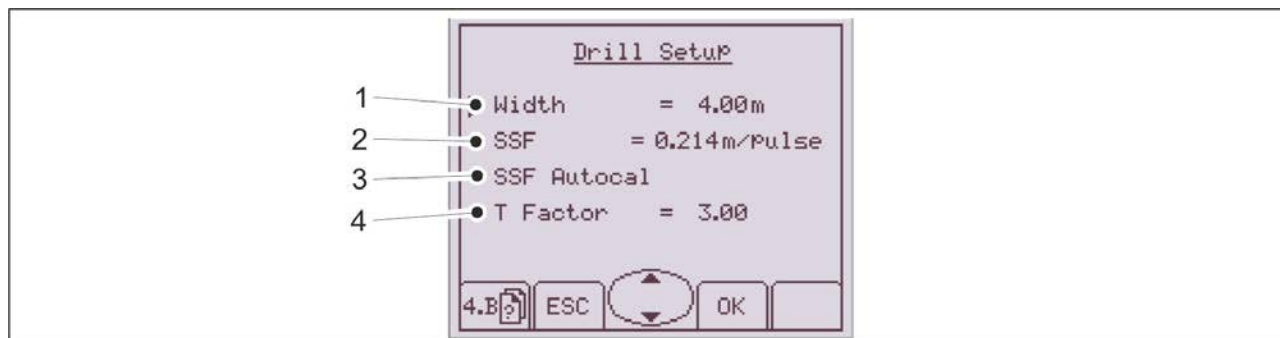 Drill Setup
1 Width = 4.00m
2 SSF = 0.214m/pulse
3 SSF Autocal
4 T Factor = 3.00
4.B ? ESC OK